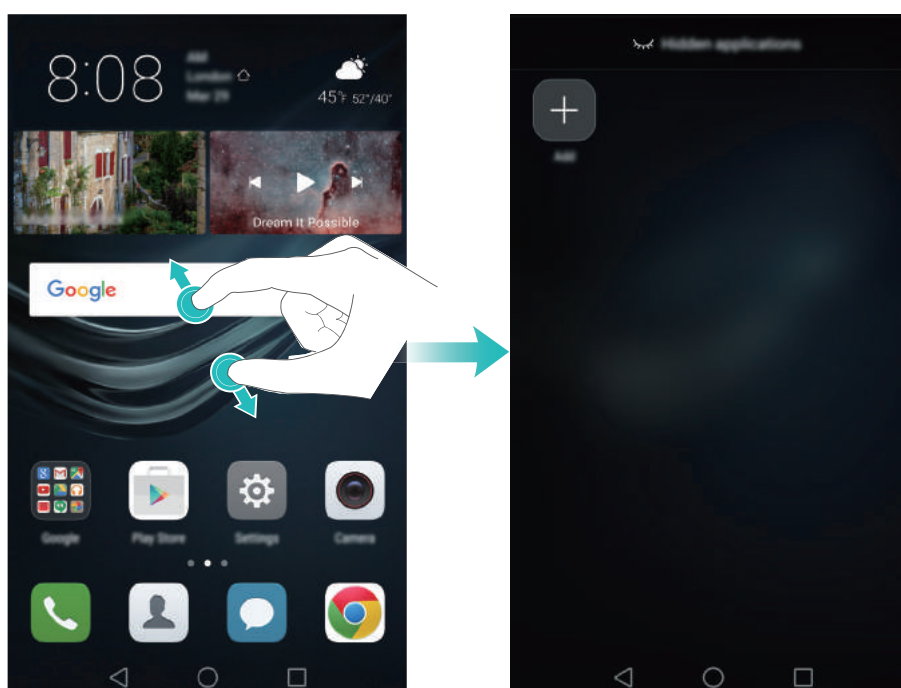 8:08
AM
London
Mar 29
45°F 52°/40°
Dream It Possible
Google
Google
Play Store
Settings
Camera
Hidden applications
Add